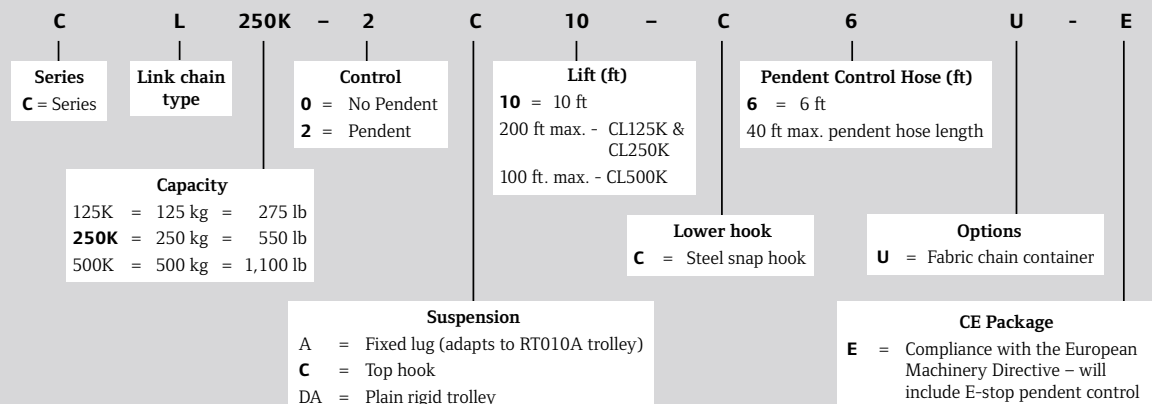 C L 250K – 2 C 10 – C 6 U - E
Series
C = Series
Link chain
type
Control
0 = No Pendent
2 = Pendent
Lift (ft)
10 = 10 ft
200 ft max. - CL125K &
CL250K
100 ft. max. - CL500K
Pendent Control Hose (ft)
6 = 6 ft
40 ft max. pendent hose length
Capacity
125K = 125 kg = 275 lb
250K = 250 kg = 550 lb
500K = 500 kg = 1,100 lb
Lower hook
C = Steel snap hook
Options
U = Fabric chain container
Suspension
A = Fixed lug (adapts to RT010A trolley)
C = Top hook
DA = Plain rigid trolley
CE Package
E = Compliance with the European
Machinery Directive – will
include E-stop pendent control